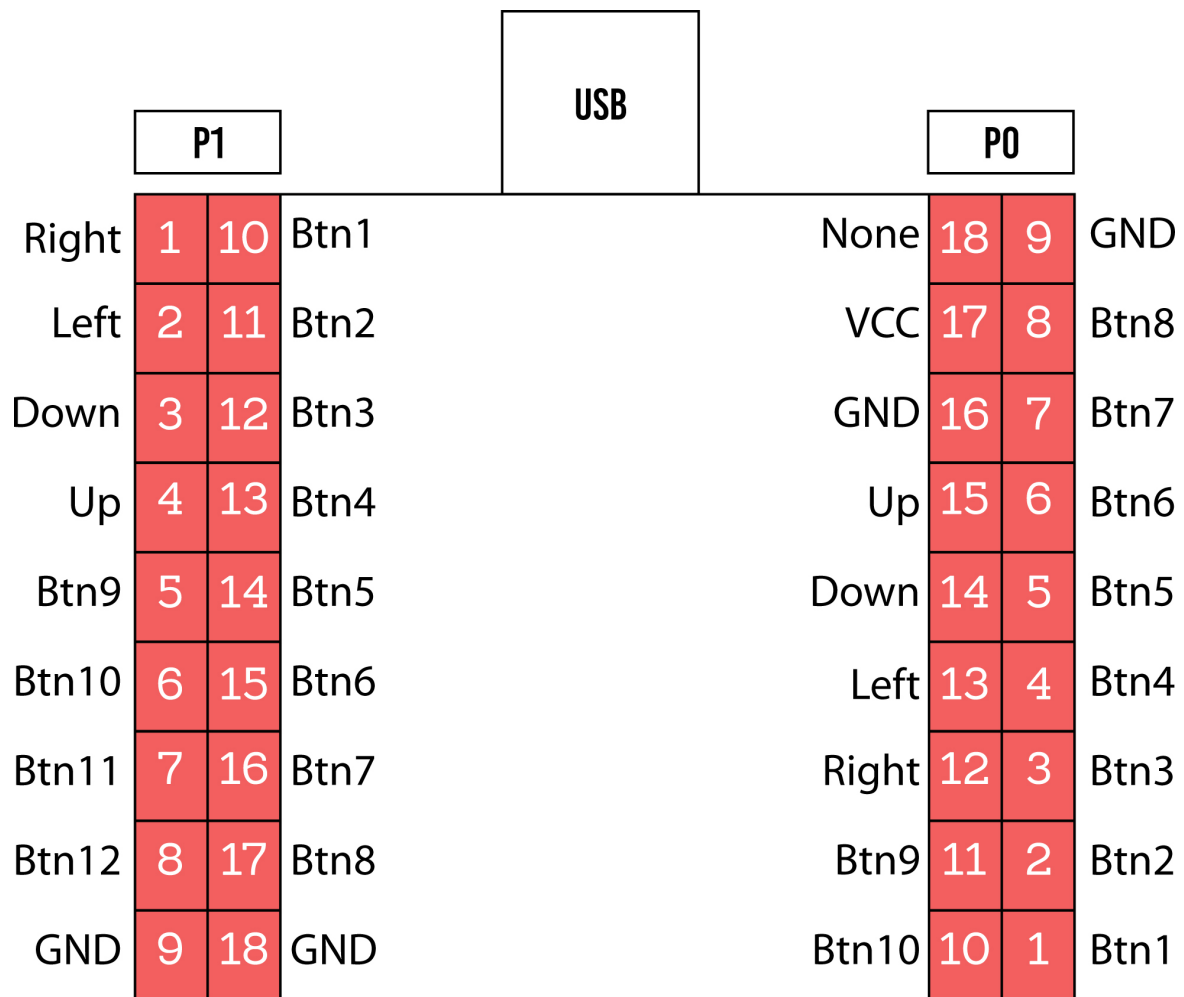 USB
P1 P0
Right 1 10 Btn1 None 18 9 GND
Left 2 11 Btn2 VCC 17 8 Btn8
Down 3 12 Btn3 GND 16 7 Btn7
Up 4 13 Btn4 Up 15 6 Btn6
Btn9 5 14 Btn5 Down 14 5 Btn5
Btn10 6 15 Btn6 Left 13 4 Btn4
Btn11 7 16 Btn7 Right 12 3 Btn3
Btn12 8 17 Btn8 Btn9 11 2 Btn2
GND 9 18 GND Btn10 10 1 Btn1